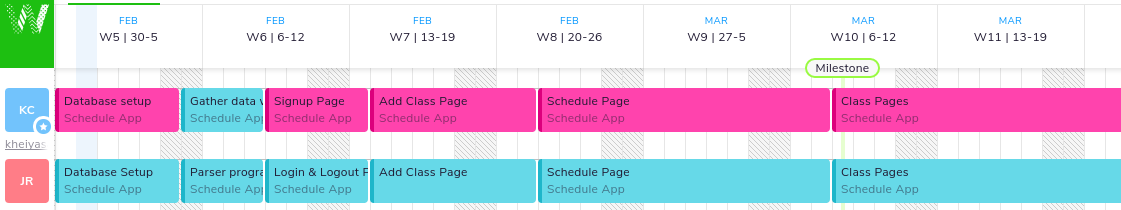 W
FEB FEB FEB FEB MAR MAR MAR
W5 | 30-5 W6 | 6-12 W7 | 13-19 W8 | 20-26 W9 | 27-5 W10 | 6-12 W11 | 13-19
Milestone
KC
Database setup Gather data Signup Page Add Class Page Schedule Page Class Pages
Schedule App Schedule App Schedule App Schedule App Schedule App Schedule App
kheiyas
JR
Database Setup Parser progra Login & Logout P Add Class Page Schedule Page Class Pages
Schedule App Schedule App Schedule App Schedule App Schedule App